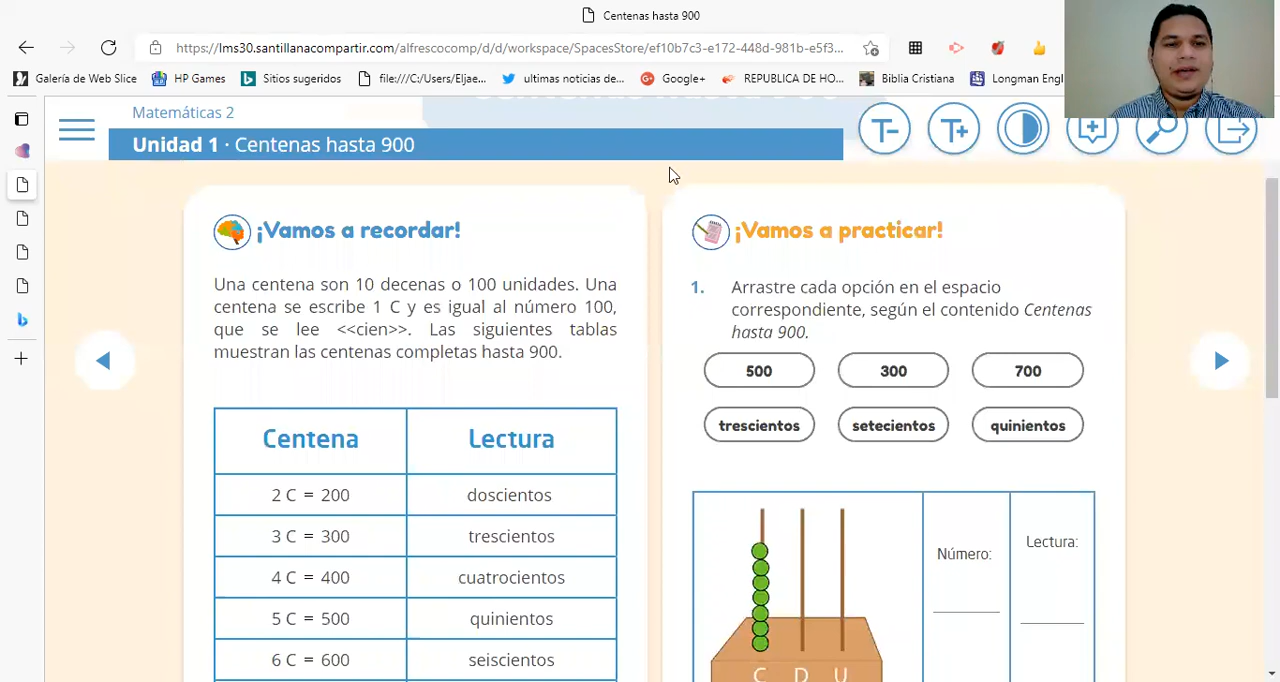 Centenas hasta 900
https://lms30.santillanacompartir.com/alfrescocomp/d/d/workspace/SpacesStore/ef10b7c3-e172-448d-981b-e5f3...
Galería de Web Slice
HP Games
Sitios sugeridos
file:///C:/Users/Eljae...
ultimas noticias de...
Google+
REPUBLICA DE HO...
Biblia Cristiana
Longman Engl
Matemáticas 2
Unidad 1 · Centenas hasta 900
T-
T+
¡Vamos a recordar!
Una centena son 10 decenas o 100 unidades. Una
centena se escribe 1 C y es igual al número 100,
que se lee <<cien>>. Las siguientes tablas
muestran las centenas completas hasta 900.
Centena Lectura
2 C = 200 doscientos
3 C = 300 trescientos
4 C = 400 cuatrocientos
5 C = 500 quinientos
6 C = 600 seiscientos
¡Vamos a practicar!
1. Arrastre cada opción en el espacio
correspondiente, según el contenido Centenas
hasta 900.
500 300 700
trescientos setecientos quinientos
Número:
Lectura:
C D U